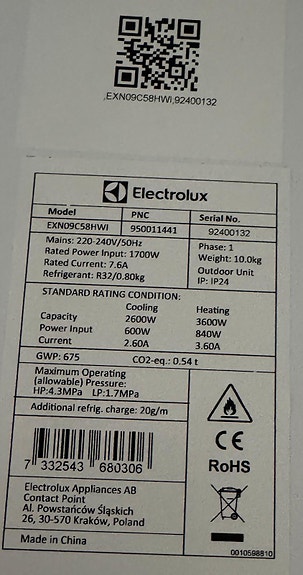 ,EXN09C58HWI,92400132
Electrolux
Model PNC Serial No.
EXN09C58HWI 950011441 92400132
Mains: 220-240V/50Hz
Rated Power Input: 1700W
Rated Current: 7.6A
Refrigerant: R32/0.80kg
Phase: 1
Weight: 10.0kg
Outdoor Unit
IP: IP24
STANDARD RATING CONDITION:
Cooling Heating
Capacity 2600W 3600W
Power Input 600W 840W
Current 2.60A 3.60A
GWP: 675 CO2-eq.: 0.54 t
Maximum Operating
(allowable) Pressure:
HP:4.3MPa LP:1.7MPa
Additional refrig. charge: 20g/m
7 332543 680306
CE
RoHS
Electrolux Appliances AB
Contact Point
Al. Powstańców Śląskich
26, 30-570 Kraków, Poland
Made in China
0010598810